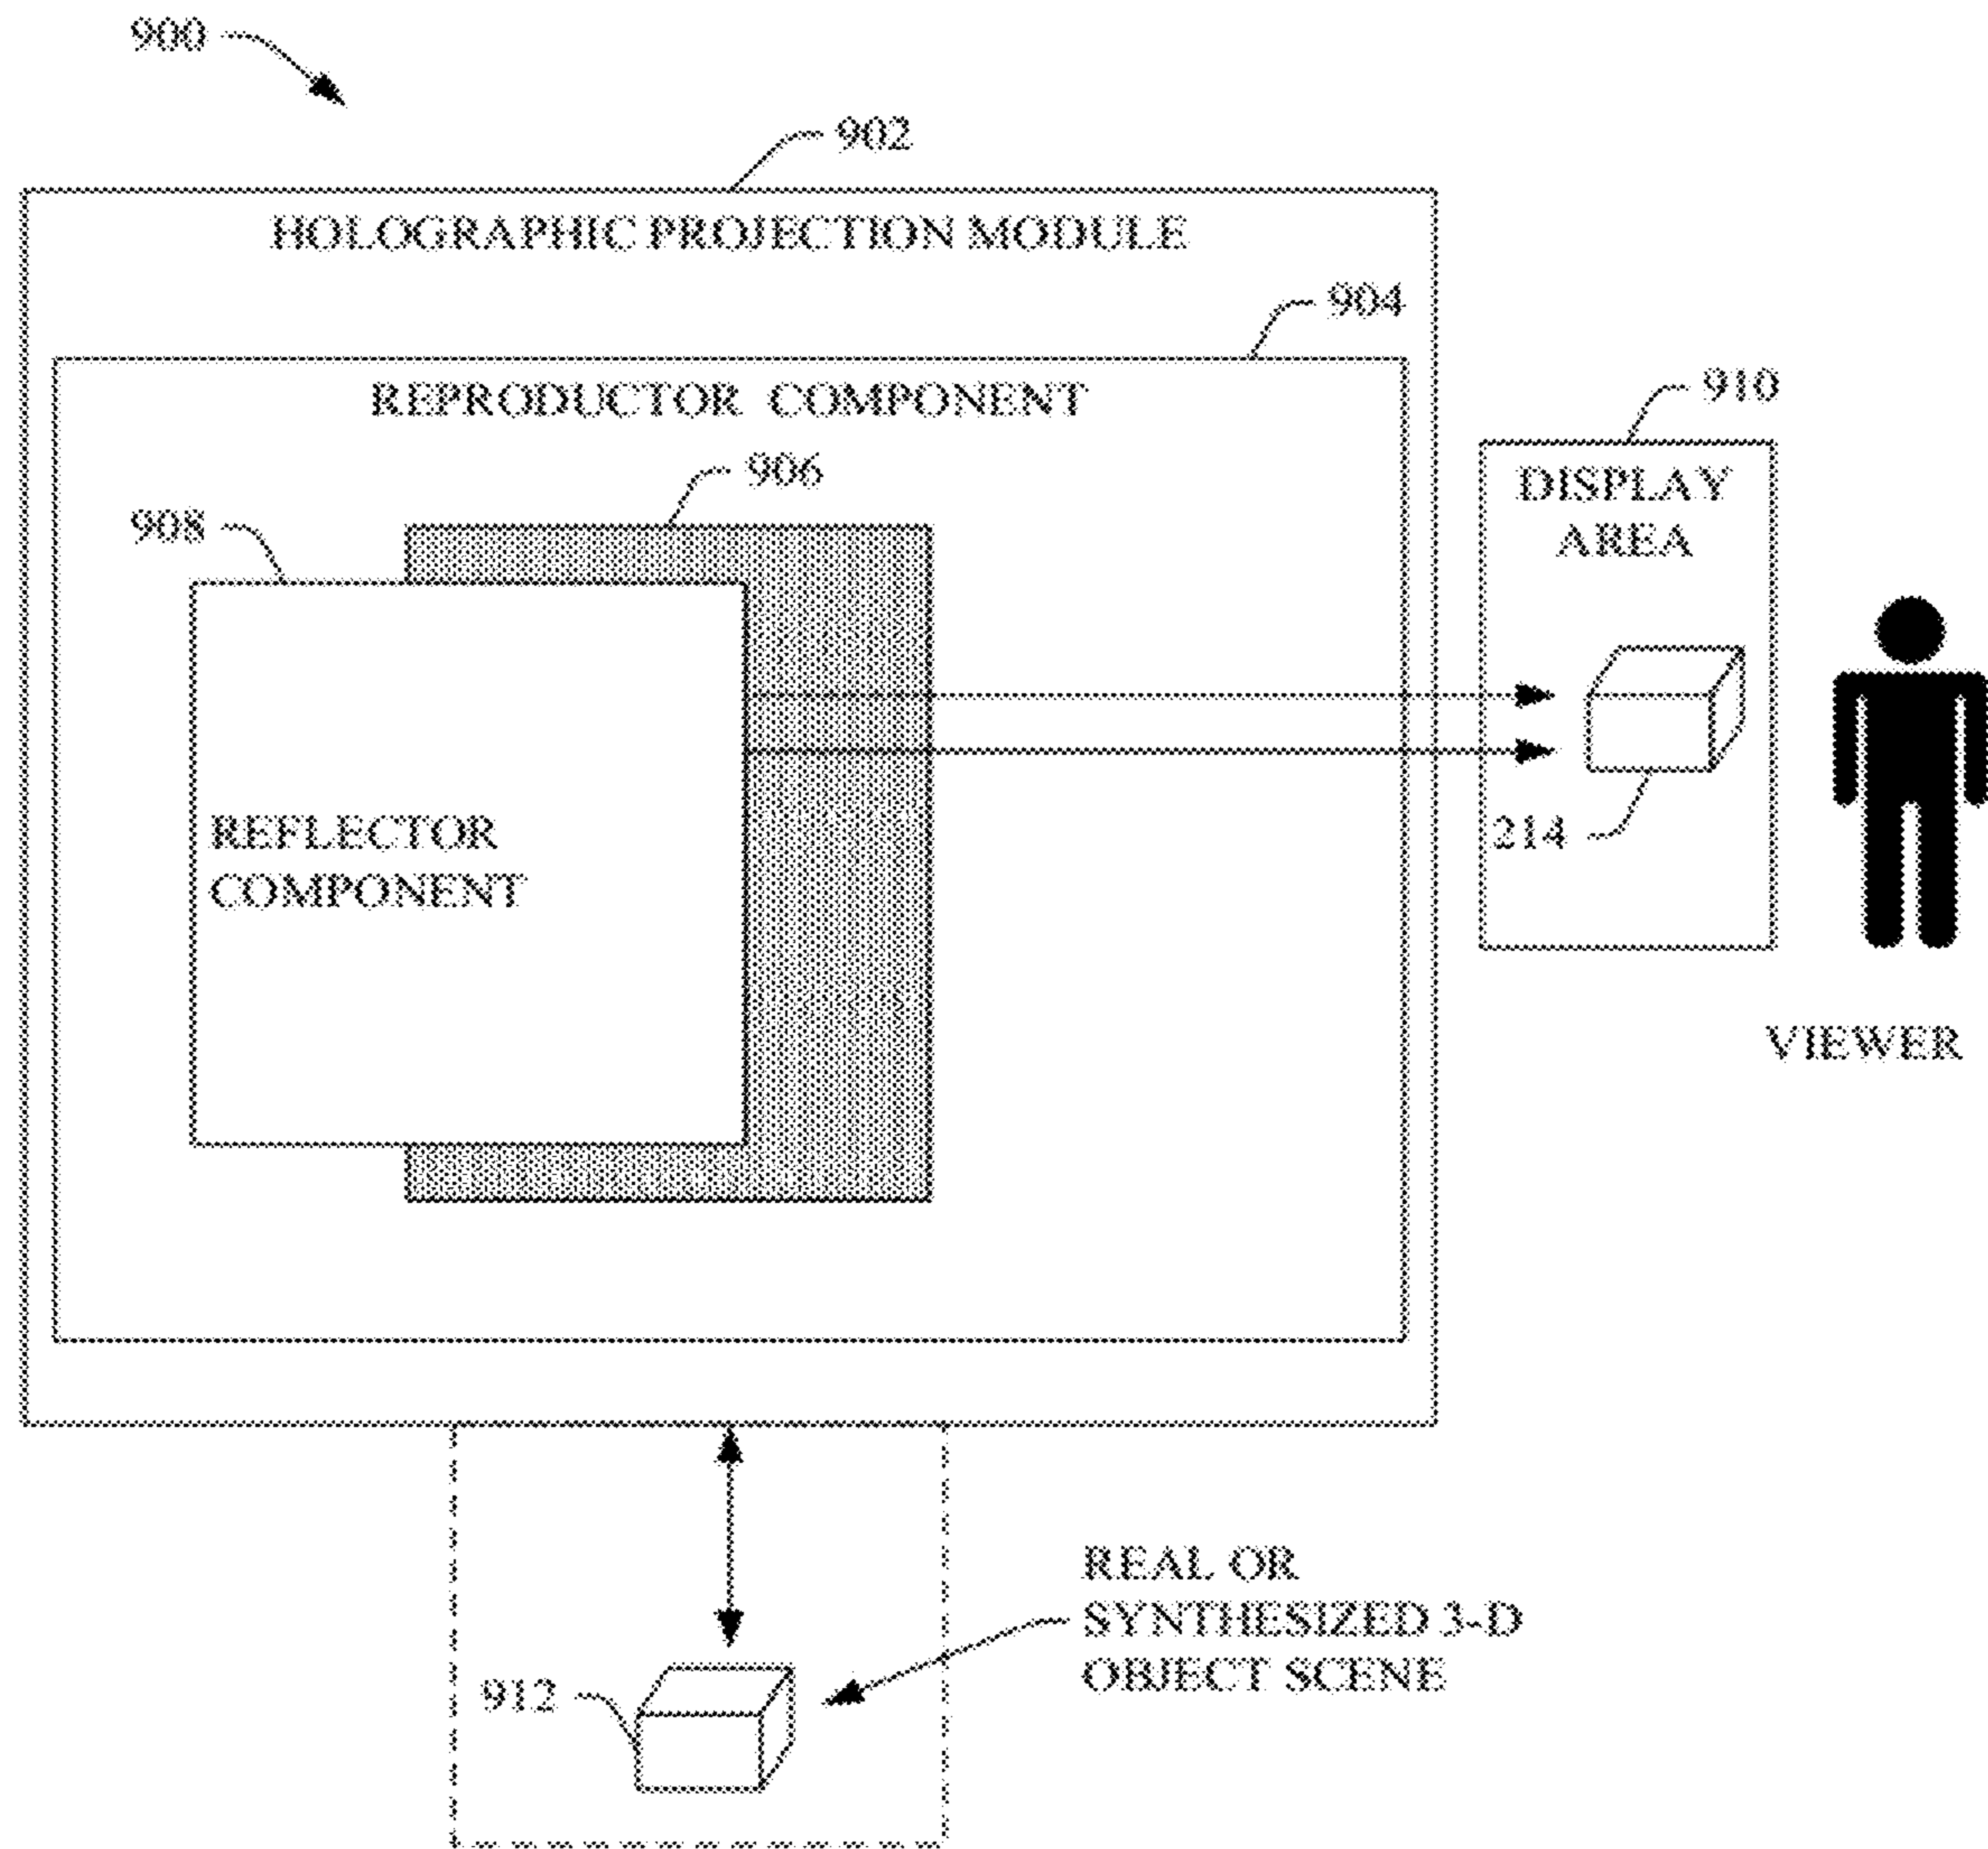 900
902
HOLOGRAPHIC PROJECTION MODULE
904
REPRODUCTOR COMPONENT
910
906
DISPLAY
AREA
908
REFLECTOR
COMPONENT
214
VIEWER
REAL OR
SYNTHESIZED 3-D
OBJECT SCENE
912